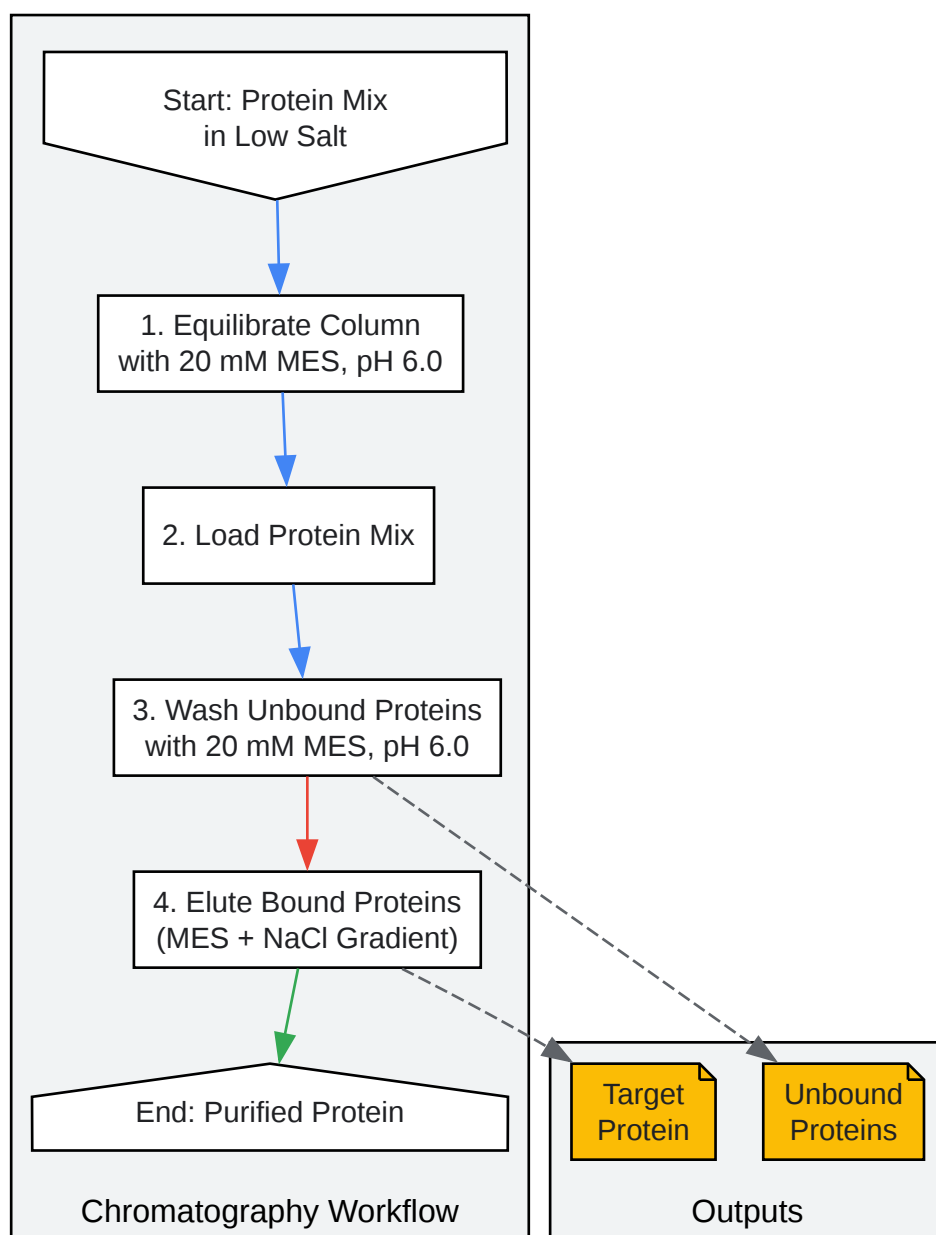 Start: Protein Mix
in Low Salt
1. Equilibrate Column
with 20 mM MES, pH 6.0
2. Load Protein Mix
3. Wash Unbound Proteins
with 20 mM MES, pH 6.0
4. Elute Bound Proteins
(MES + NaCl Gradient)
End: Purified Protein
Chromatography Workflow
Target
Protein
Unbound
Proteins
Outputs